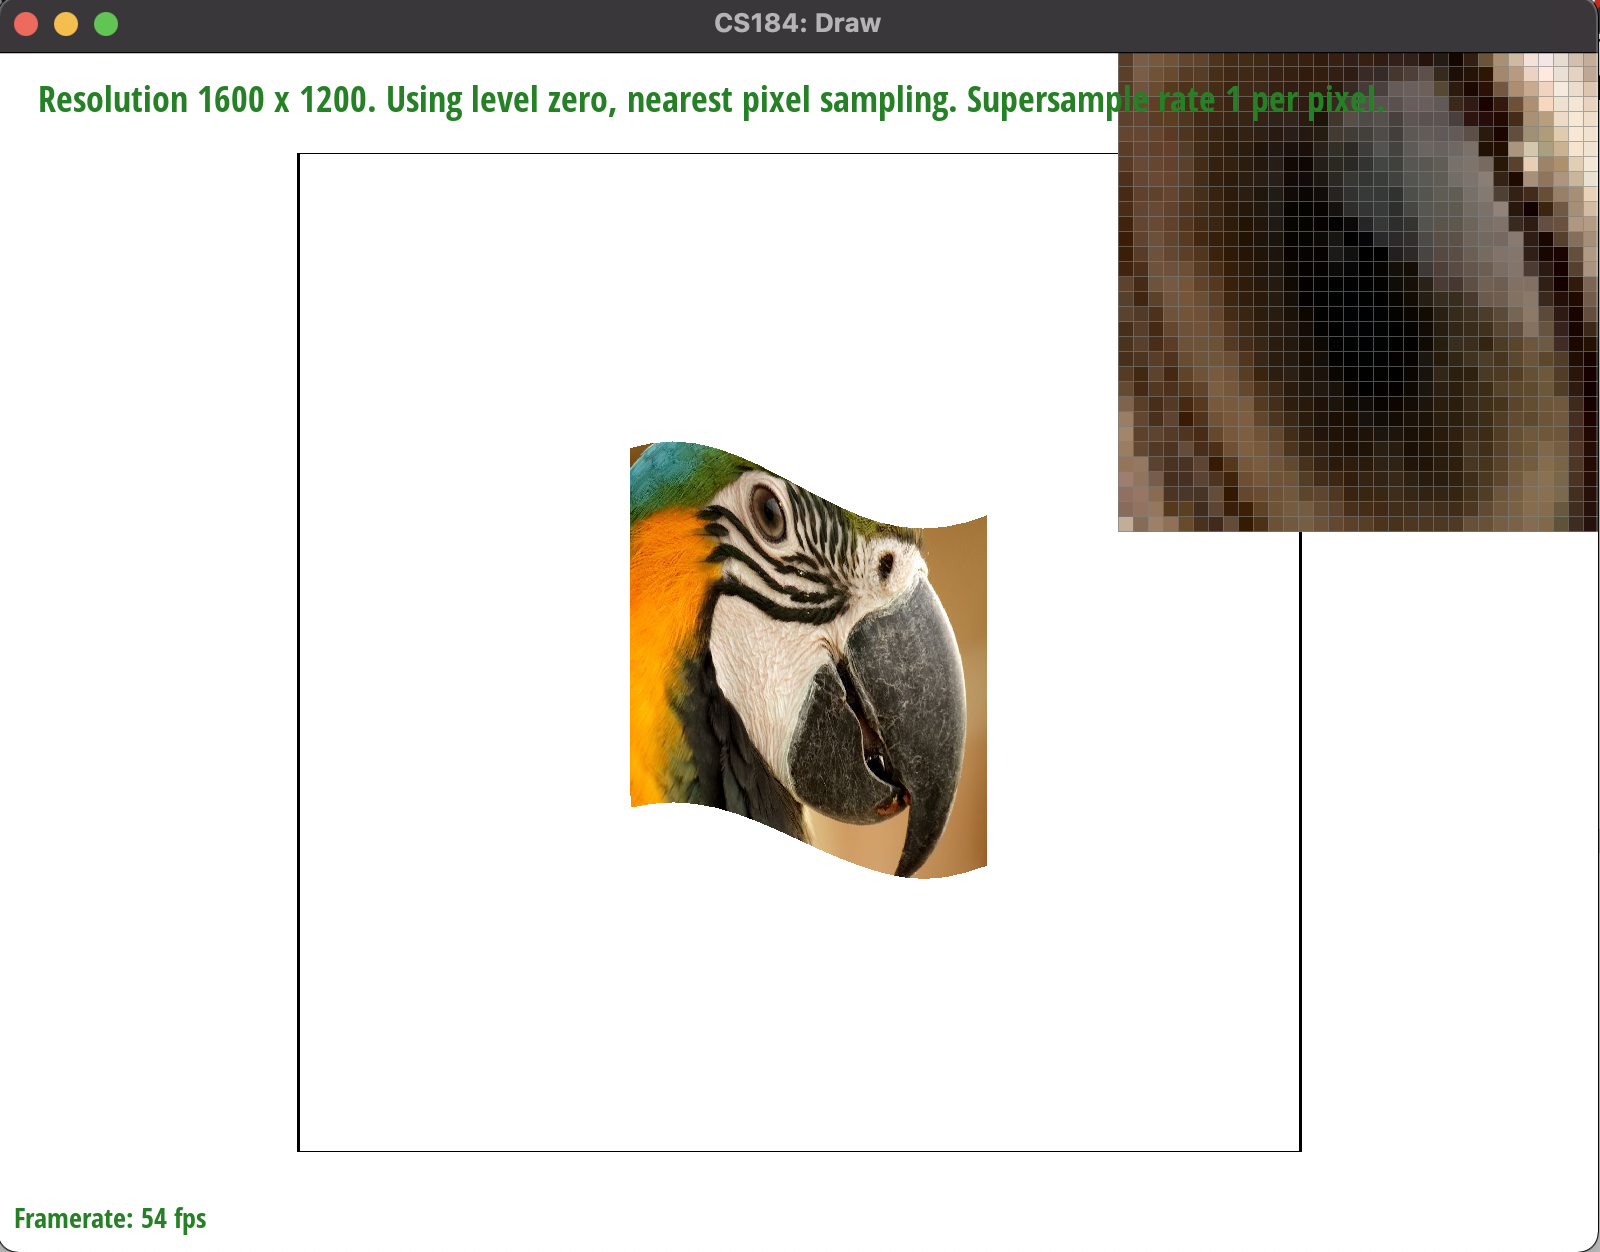 CS184: Draw
Resolution 1600 x 1200. Using level zero, nearest pixel sampling. Supersample rate 1 per pixel.
Framerate: 54 fps